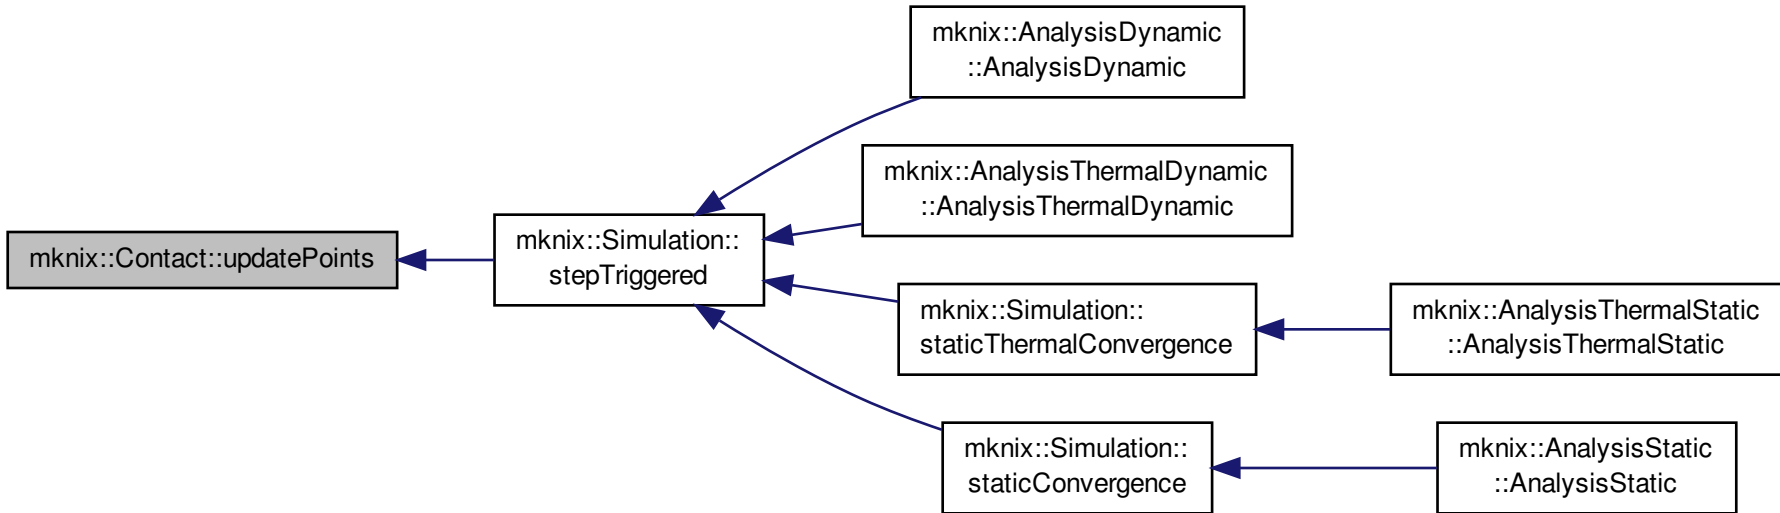 mknix::Contact::updatePoints
mknix::Simulation::
stepTriggered
mknix::AnalysisDynamic
::AnalysisDynamic
mknix::AnalysisThermalDynamic
::AnalysisThermalDynamic
mknix::Simulation::
staticThermalConvergence
mknix::AnalysisThermalStatic
::AnalysisThermalStatic
mknix::Simulation::
staticConvergence
mknix::AnalysisStatic
::AnalysisStatic